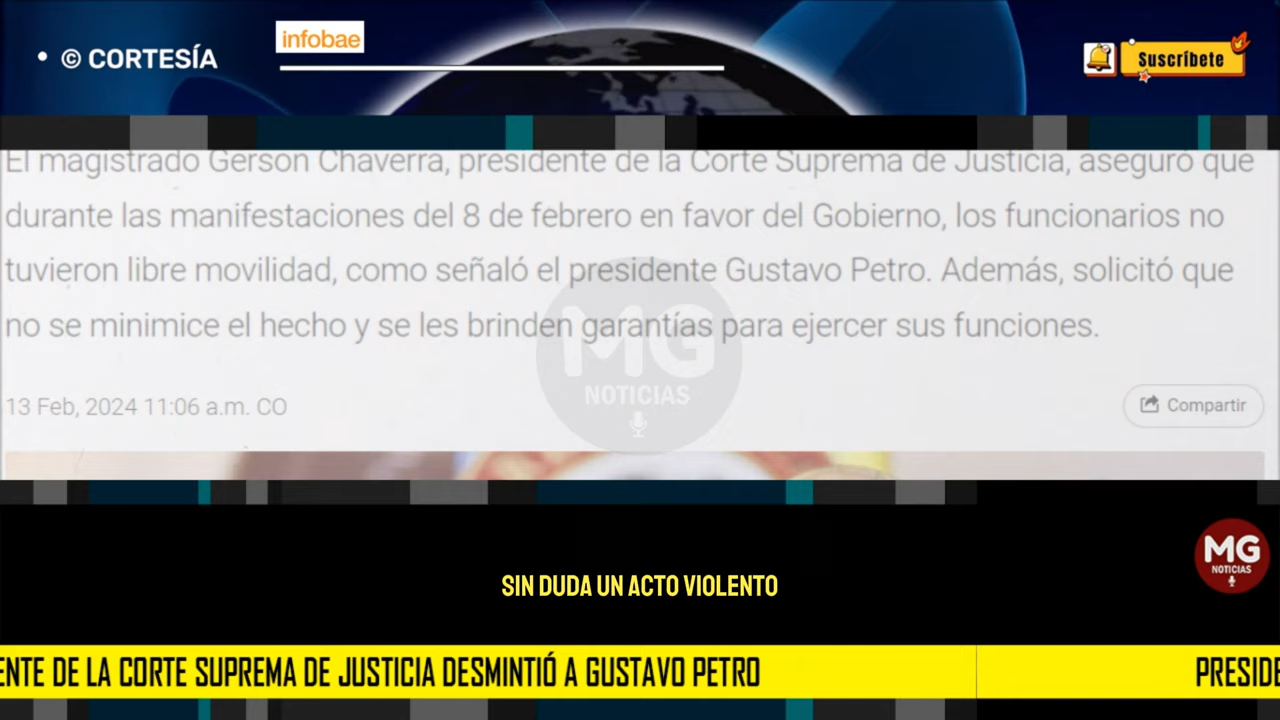 • © CORTESÍA
infobae
Suscríbete
El magistrado Gerson Chaverra, presidente de la Corte Suprema de Justicia, aseguró que
durante las manifestaciones del 8 de febrero en favor del Gobierno, los funcionarios no
tuvieron libre movilidad, como señaló el presidente Gustavo Petro. Además, solicitó que
no se minimice el hecho y se les brinden garantías para ejercer sus funciones.
MG
NOTICIAS
13 Feb, 2024 11:06 a.m. CO
Compartir
MG
NOTICIAS
SIN DUDA UN ACTO VIOLENTO
ENTE DE LA CORTE SUPREMA DE JUSTICIA DESMINTIÓ A GUSTAVO PETRO
PRESIDE